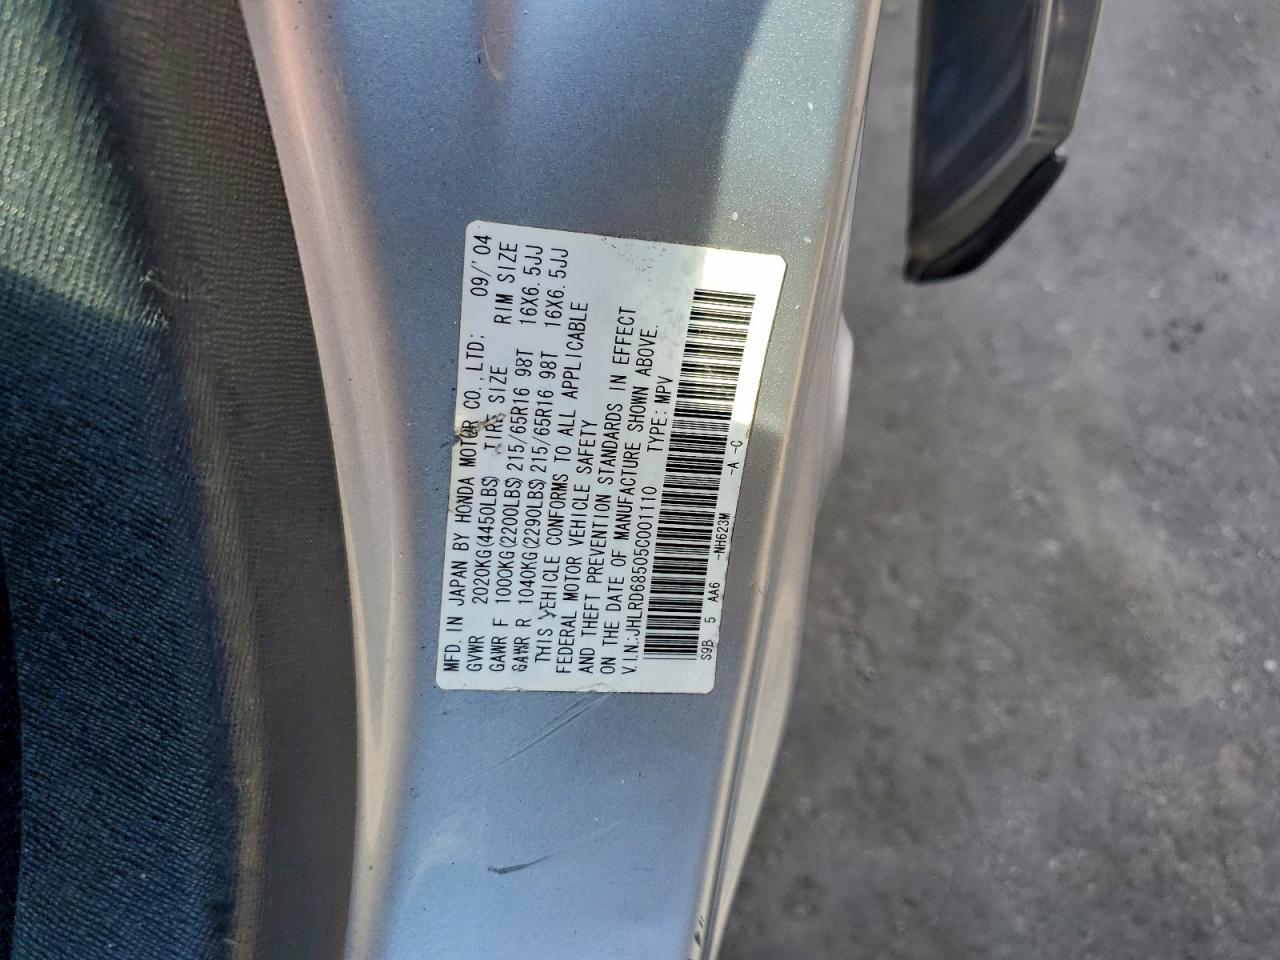 MFD. IN JAPAN BY HONDA MOTOR CO., LTD: 09/'04
GVWR 2020KG(4450LBS) TIRE SIZE RIM SIZE
GAWR F 1000KG(2200LBS) 215/65R16 98T 16X6.5JJ
GAWR R 1040KG(2290LBS) 215/65R16 98T 16X6.5JJ
THIS VEHICLE CONFORMS TO ALL APPLICABLE
FEDERAL MOTOR VEHICLE SAFETY
AND THEFT PREVENTION STANDARDS IN EFFECT
ON THE DATE OF MANUFACTURE SHOWN ABOVE.
V.I.N.:JHLRD68505C001110 TYPE:MPV
S9B 5 AA6 -NH623M -A -C